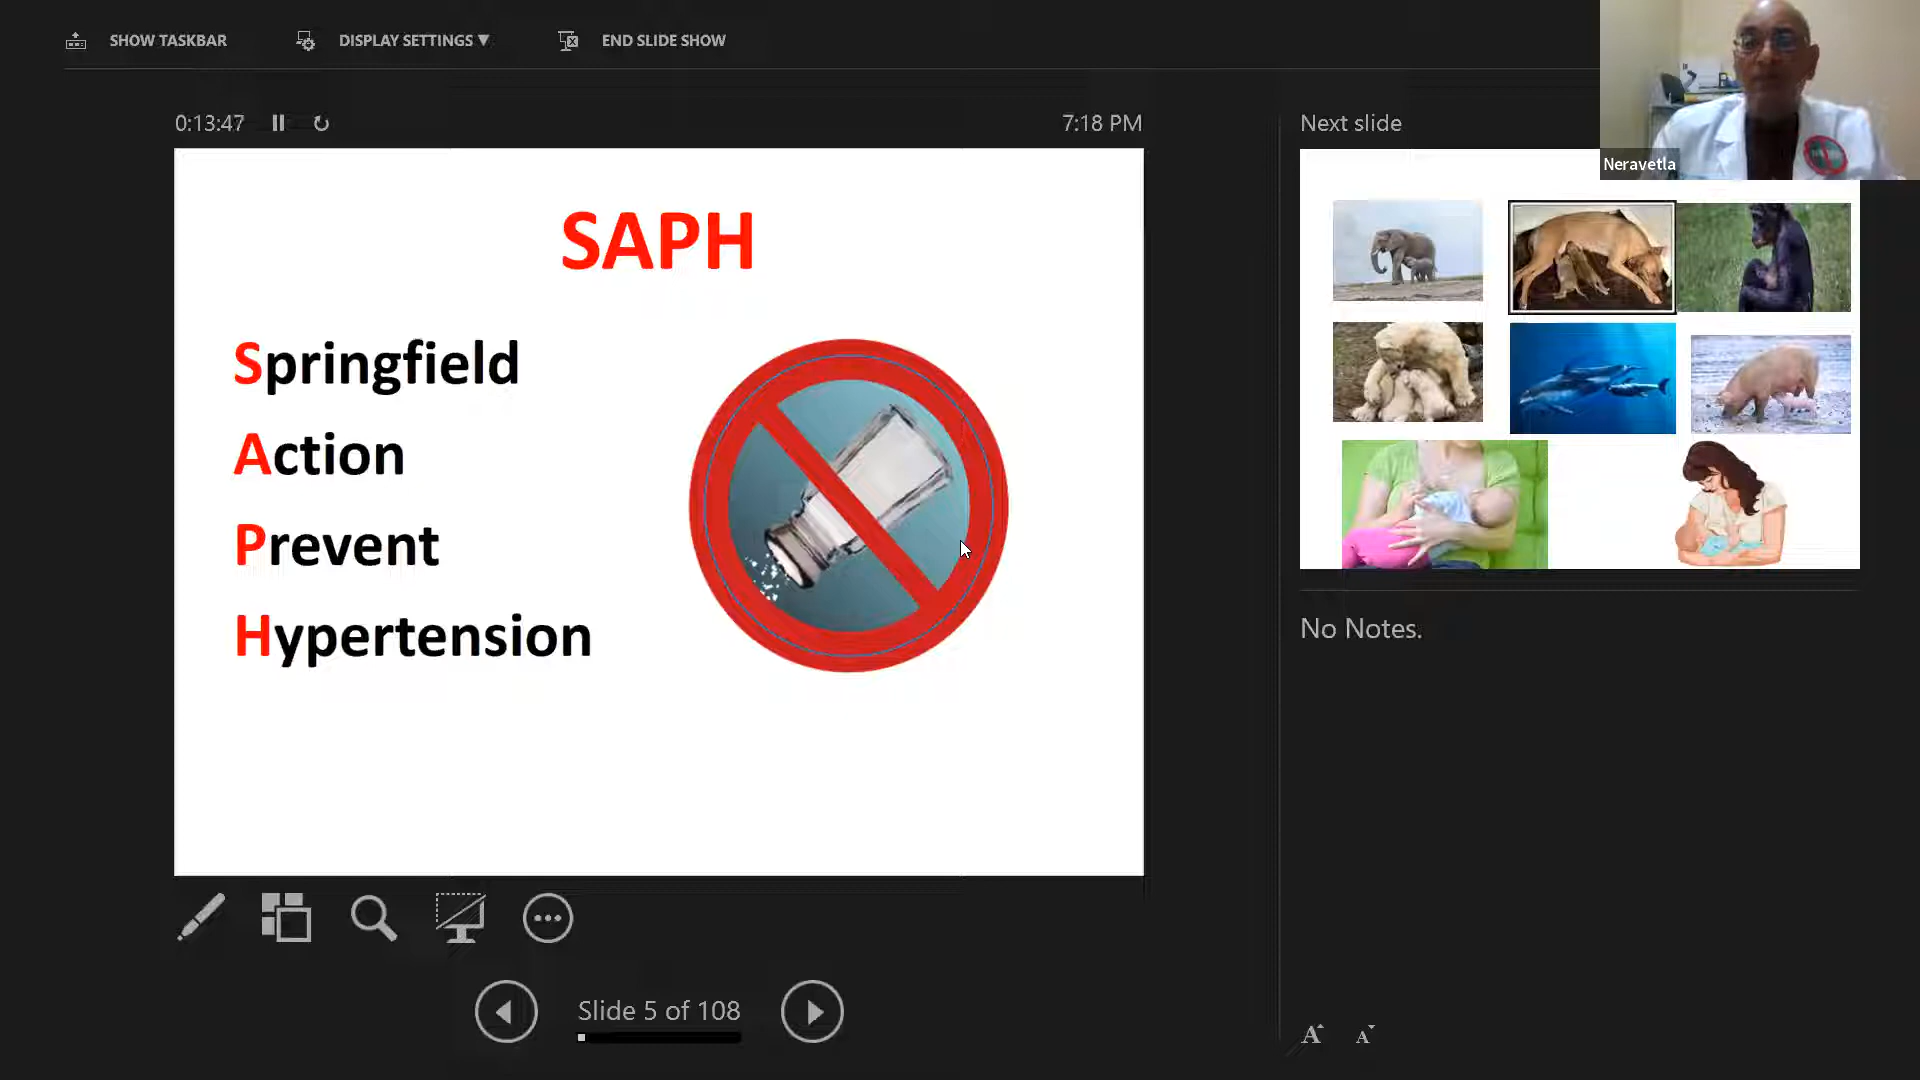 SHOW TASKBAR
DISPLAY SETTINGS ▼
END SLIDE SHOW
0:13:47
7:18 PM
Next slide
Neravetla
SAPH
Springfield
Action
Prevent
Hypertension
No Notes.
Slide 5 of 108
A
A